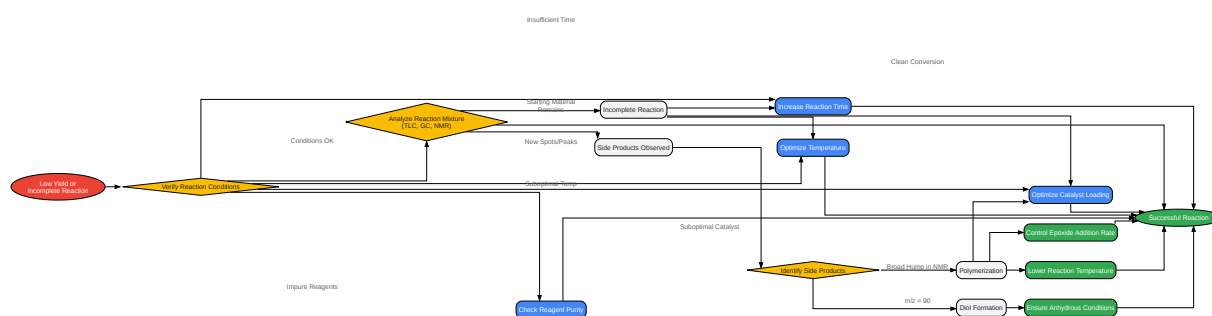 Insufficient Time
Clean Conversion
Starting Material
Remains
Incomplete Reaction
Increase Reaction Time
Analyze Reaction Mixture
(TLC, GC, NMR)
Conditions OK
New Spots/Peaks
Side Products Observed
Optimize Temperature
Low Yield or
Incomplete Reaction
Verify Reaction Conditions
Suboptimal Temp
Optimize Catalyst Loading
Suboptimal Catalyst
Successful Reaction
Control Epoxide Addition Rate
Identify Side Products
Broad Hump in NMR
Polymerization
Lower Reaction Temperature
Impure Reagents
Check Reagent Purity
m/z = 90
Diol Formation
Ensure Anhydrous Conditions